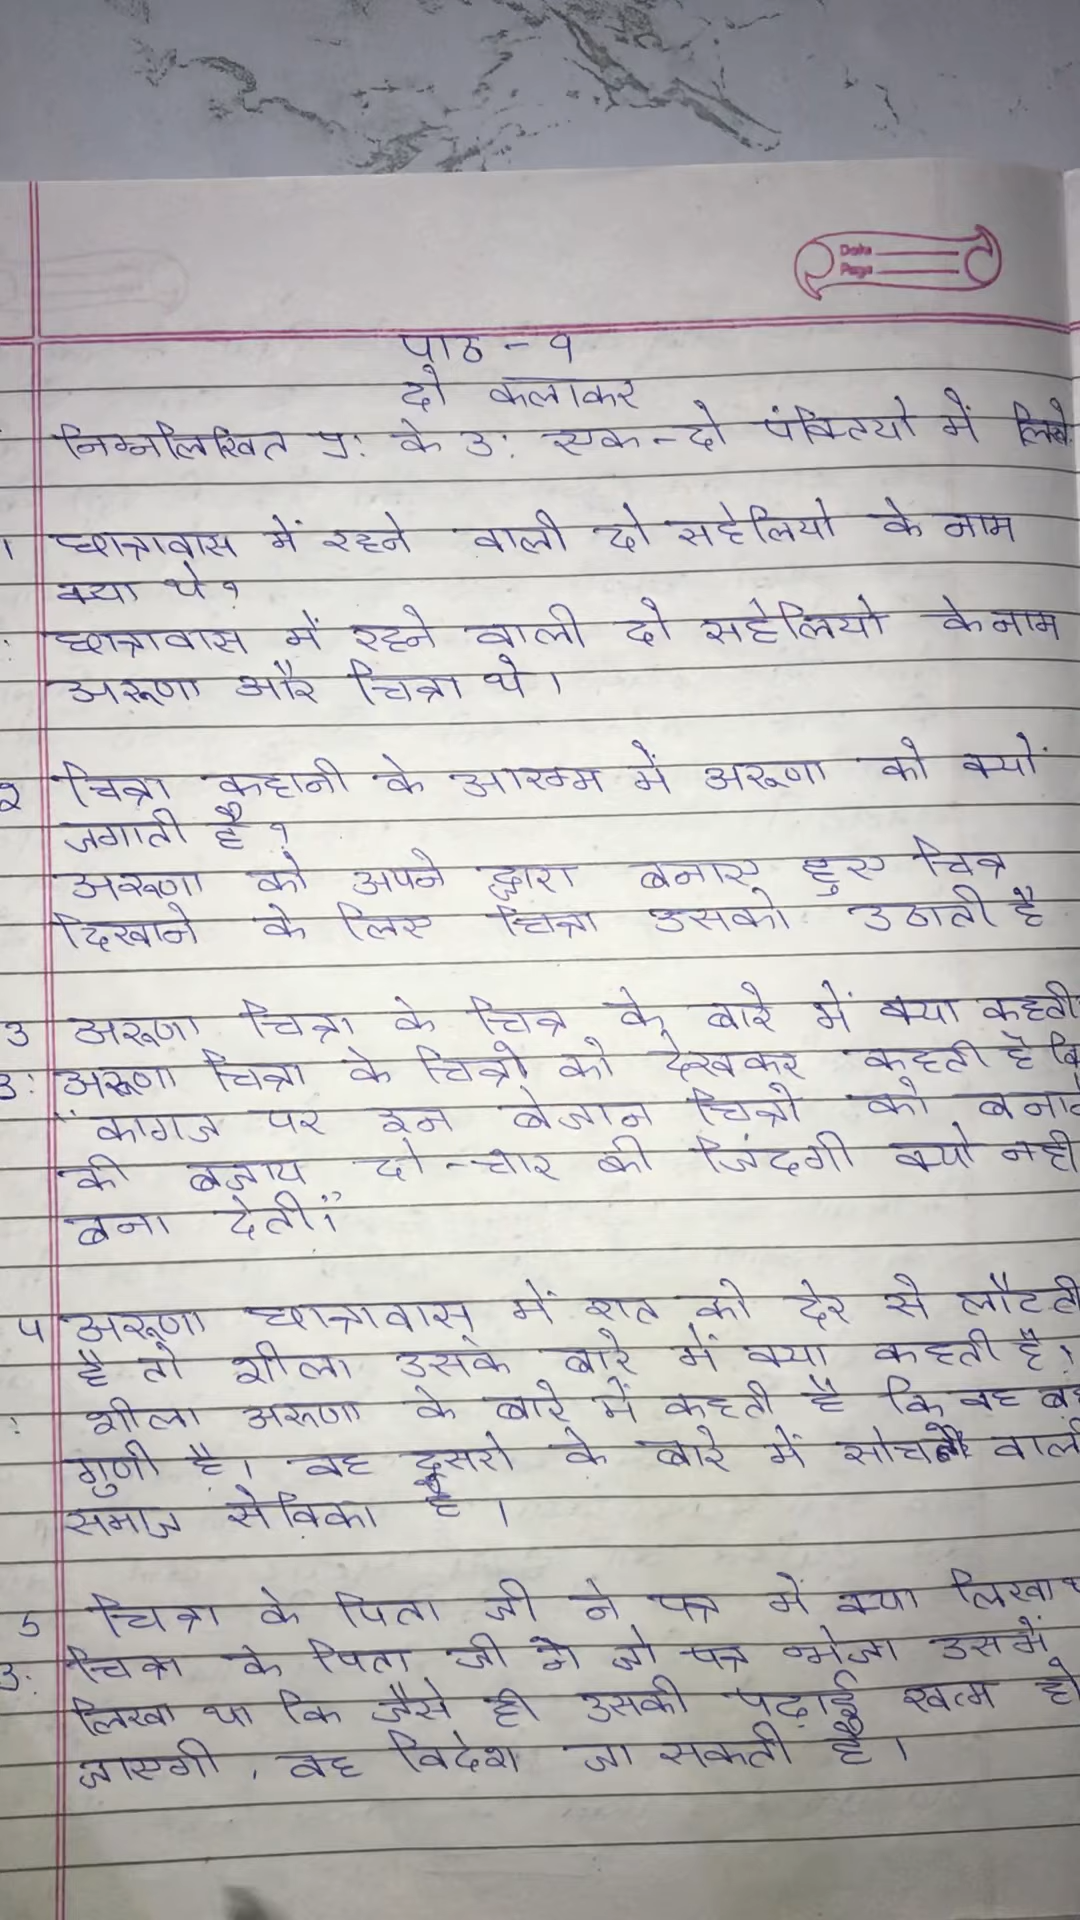 Date
Page
पाठ - 9
दो कलाकर
निम्नलिखित प्र: के उ: एक-दो पंक्तियो में लिखे
1 छात्रावास में रहने वाली दो सहेलियो के नाम
क्या थे?
छात्रावास में रहने वाली दो सहेलियो के नाम
अरूणा और चित्रा थे।
2 चित्रा कहानी के आरम्भ में अरूणा को क्यों
जगाती है?
अरूणा को अपने द्वारा बनाए हुए चित्र
दिखाने के लिए चित्रा उसको उठाती है
3 अरूणा चित्रा के चित्र के बारे में क्या कहती
उ: अरूणा चित्रा के चित्रो को देखकर कहती है कि
"कागज पर इन बेजान चित्रो को
की बजाय दो-चार की जिंदगी क्यो नही
बना देती।"
4 अरूणा छात्रावास में रात को देर से लौटती
है तो शीला उसके बारे में क्या कहती है?
शीला अरूणा के बारे में कहती है कि वह
गुणी है। वह दूसरो के बारे में सोचने
समाज सेविका है।
5 चित्रा के पिता जी ने पत्र में क्या लिखा
उ: चित्रा के पिता जी ने जो पत्र भेजा उसमें
लिखा था कि जैसे ही उसकी पढ़ाई खत्म हो
जाएगी, वह विदेश जा सकती है।